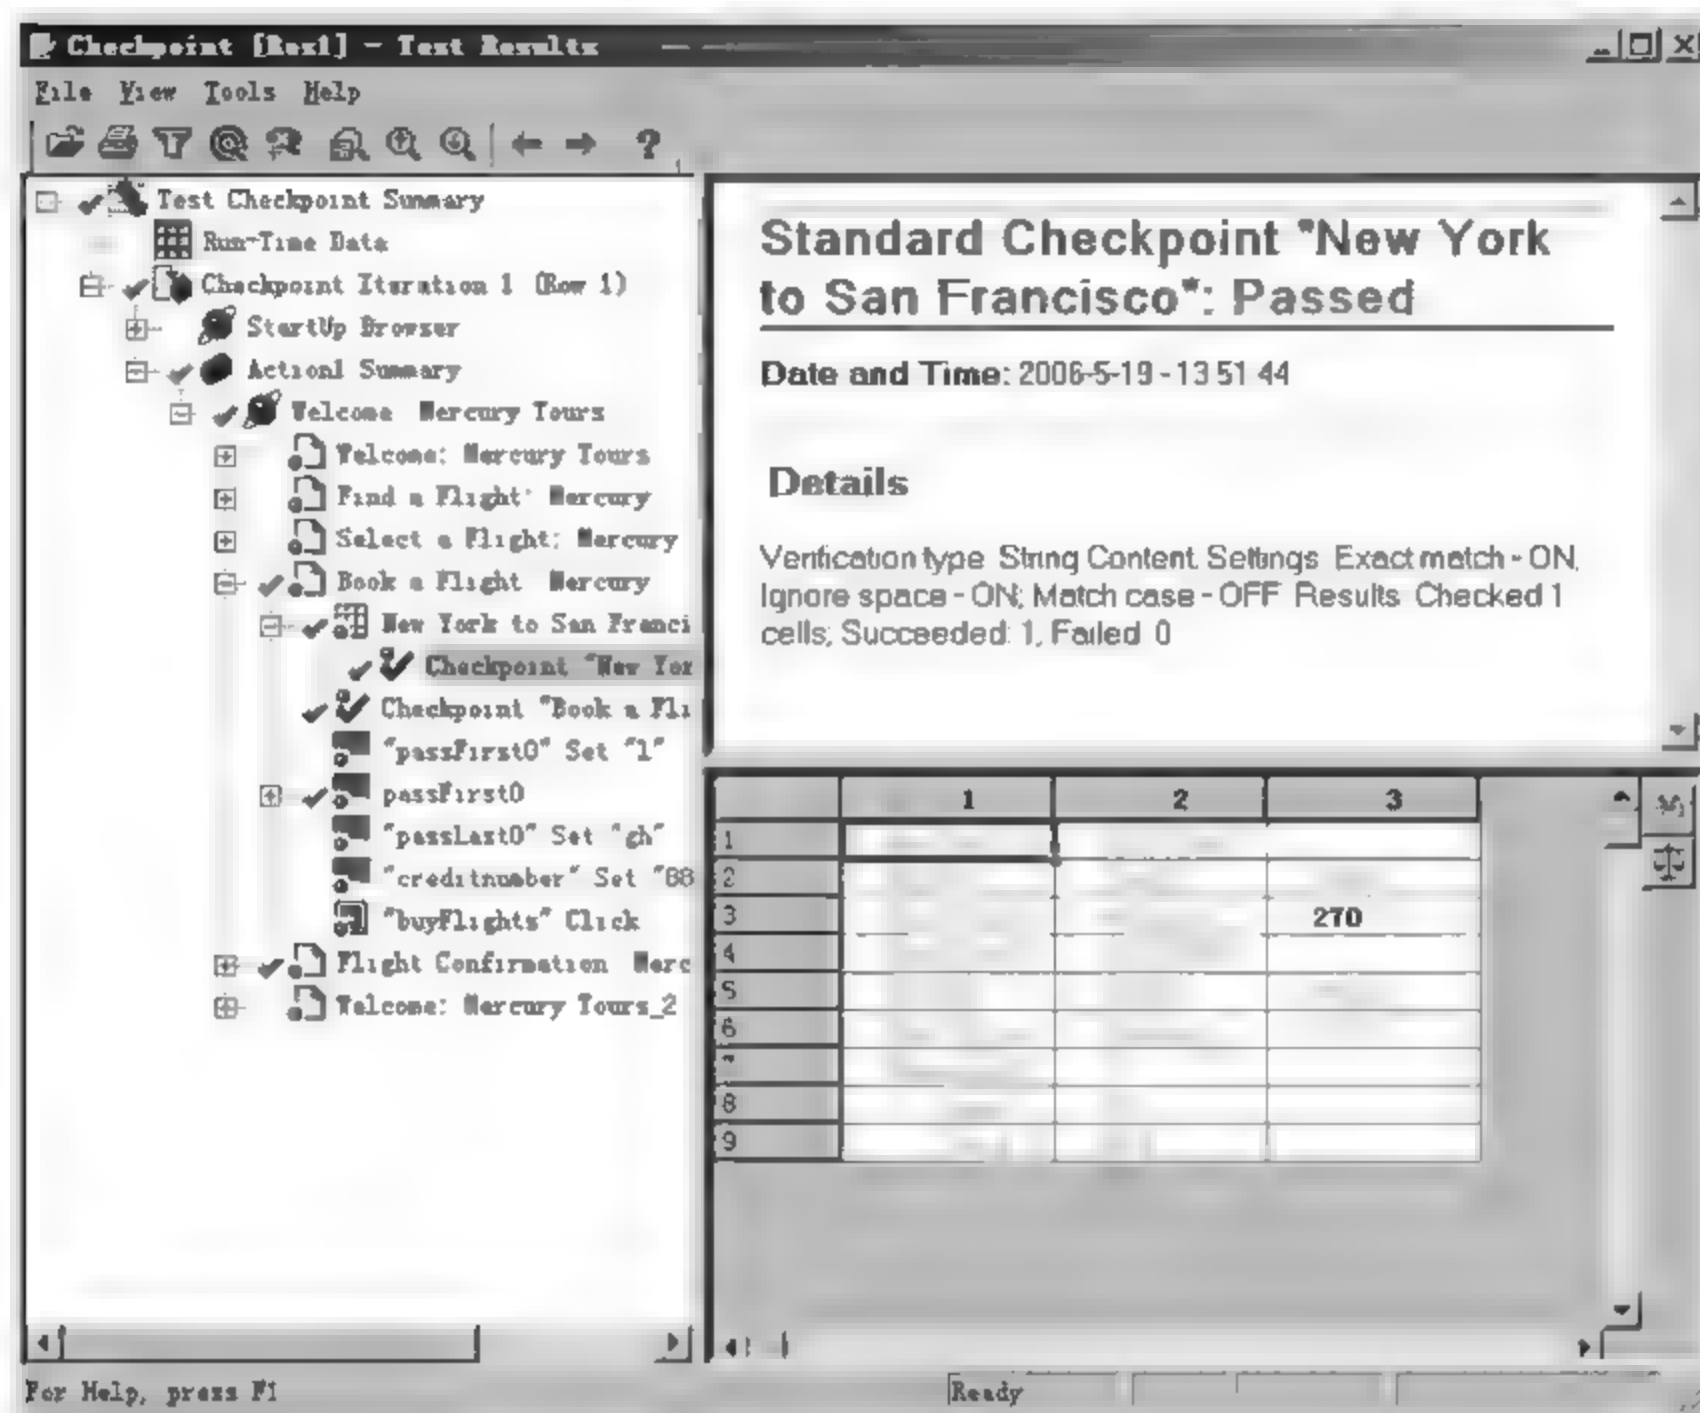 Checkpoint [Res1] - Test Results
File View Tools Help
Test Checkpoint Summary
Run-Time Data
Checkpoint Iteration 1 (Row 1)
StartUp Browser
Action1 Summary
Welcome Mercury Tours
Welcome: Mercury Tours
Find a Flight: Mercury
Select a Flight: Mercury
Book a Flight Mercury
New York to San Franci
Checkpoint "New Yor
Checkpoint "Book a Fli
"passFirst0" Set "1"
passFirst0
"passLast0" Set "gh"
"creditnumber" Set "88
"buyFlights" Click
Flight Confirmation Merc
Welcome: Mercury Tours_2
For Help, press F1
Standard Checkpoint "New York
to San Francisco": Passed
Date and Time: 2006-5-19 - 13 51 44
Details
Verification type String Content. Settings Exact match - ON,
Ignore space - ON; Match case - OFF Results Checked 1
cells; Succeeded: 1, Failed 0
1 2 3
1
2
3 270
4
5
6
7
8
9
Ready